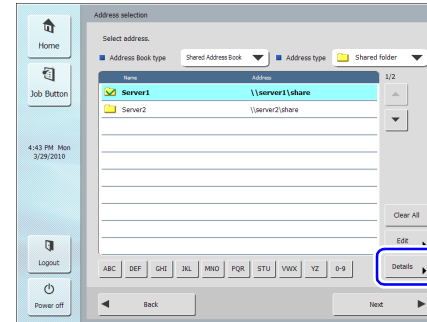 Address selection
Home
Select address.
Address Book type Shared Address Book Address type Shared folder
Job Button
Name Address 1/2
Server1 \\server1\share
Server2 \\server2\share
4:43 PM Mon
3/29/2010
Clear All
Edit
Logout
ABC DEF GHI JKL MNO PQR STU VWX YZ 0-9 Details
Power off
Back Next